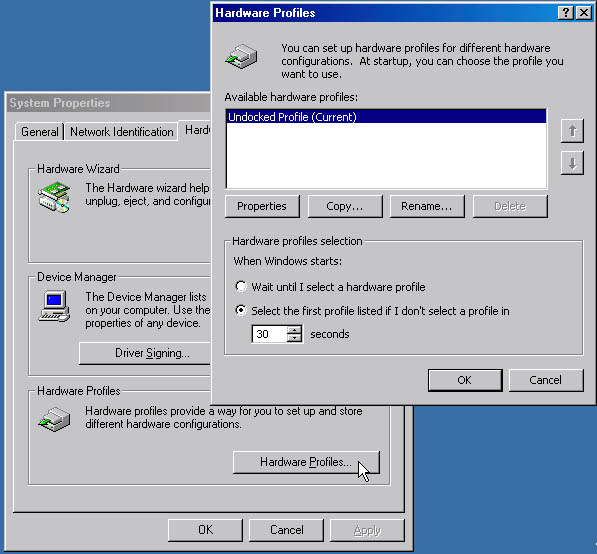 Hardware Profiles
You can set up hardware profiles for different hardware
configurations. At startup, you can choose the profile you
want to use.
Available hardware profiles:
Undocked Profile (Current)
Properties
Copy...
Rename...
Delete
Hardware profiles selection
When Windows starts:
Wait until I select a hardware profile
Select the first profile listed if I don't select a profile in
30 seconds
OK
Cancel
System Properties
General
Network Identification
Hardw
Hardware Wizard
The Hardware wizard help
unplug, eject, and configu
Device Manager
The Device Manager lists
on your computer. Use the
properties of any device.
Driver Signing...
Hardware Profiles
Hardware profiles provide a way for you to set up and store
different hardware configurations.
Hardware Profiles...
OK
Cancel
Apply